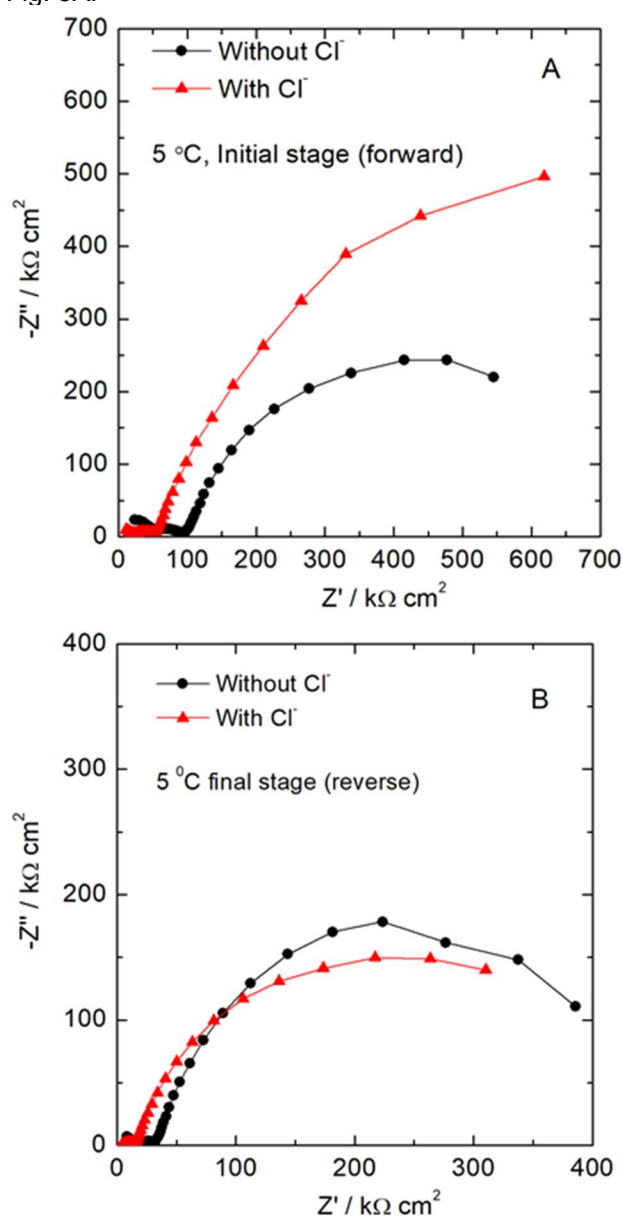 Without Cl⁻
With Cl⁻
A
5 °C, Initial stage (forward)
700
600
500
400
300
200
100
0
-Z'' / kΩ cm²
0 100 200 300 400 500 600 700
Z' / kΩ cm²
Without Cl⁻
With Cl⁻
B
5 ⁰C final stage (reverse)
400
300
200
100
0
-Z'' / kΩ cm²
0 100 200 300 400
Z' / kΩ cm²